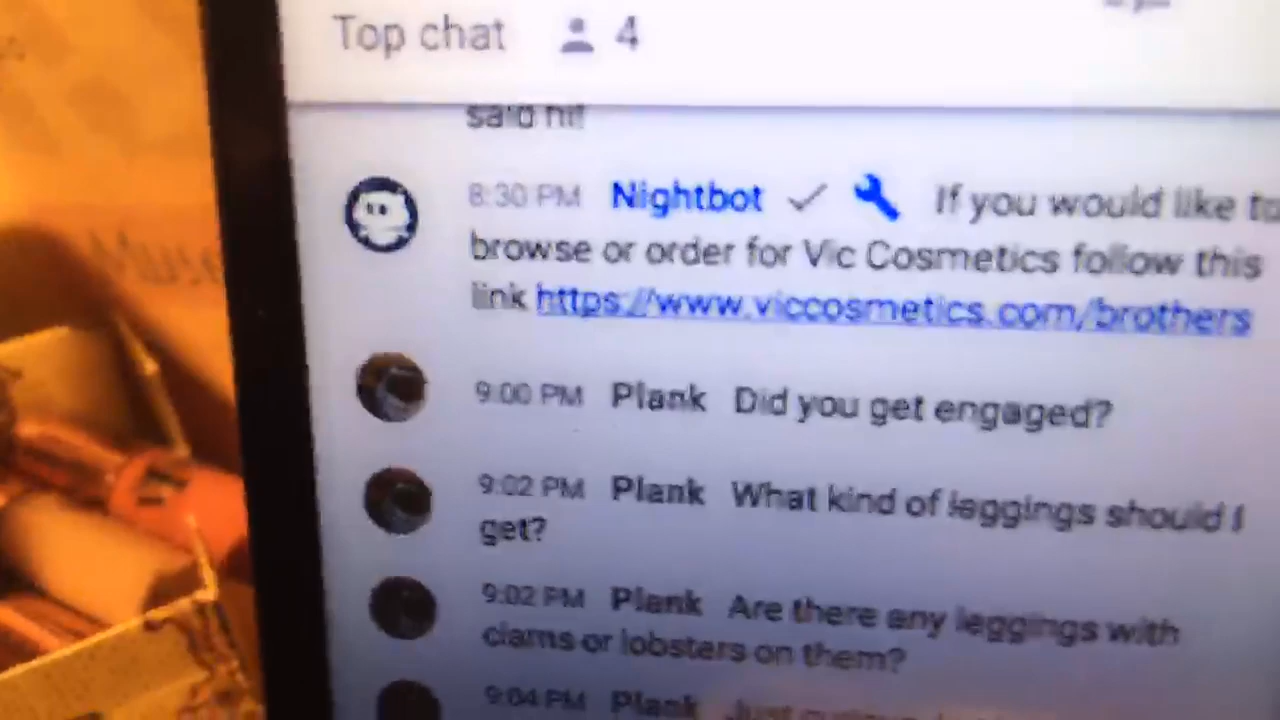 Top chat 4
said hi!
8:30 PM Nightbot If you would like to
browse or order for Vic Cosmetics follow this
link https://www.viccosmetics.com/brothers
9:00 PM Plank Did you get engaged?
9:02 PM Plank What kind of leggings should I
get?
9:02 PM Plank Are there any leggings with
clams or lobsters on them?
9:04 PM Plank Just